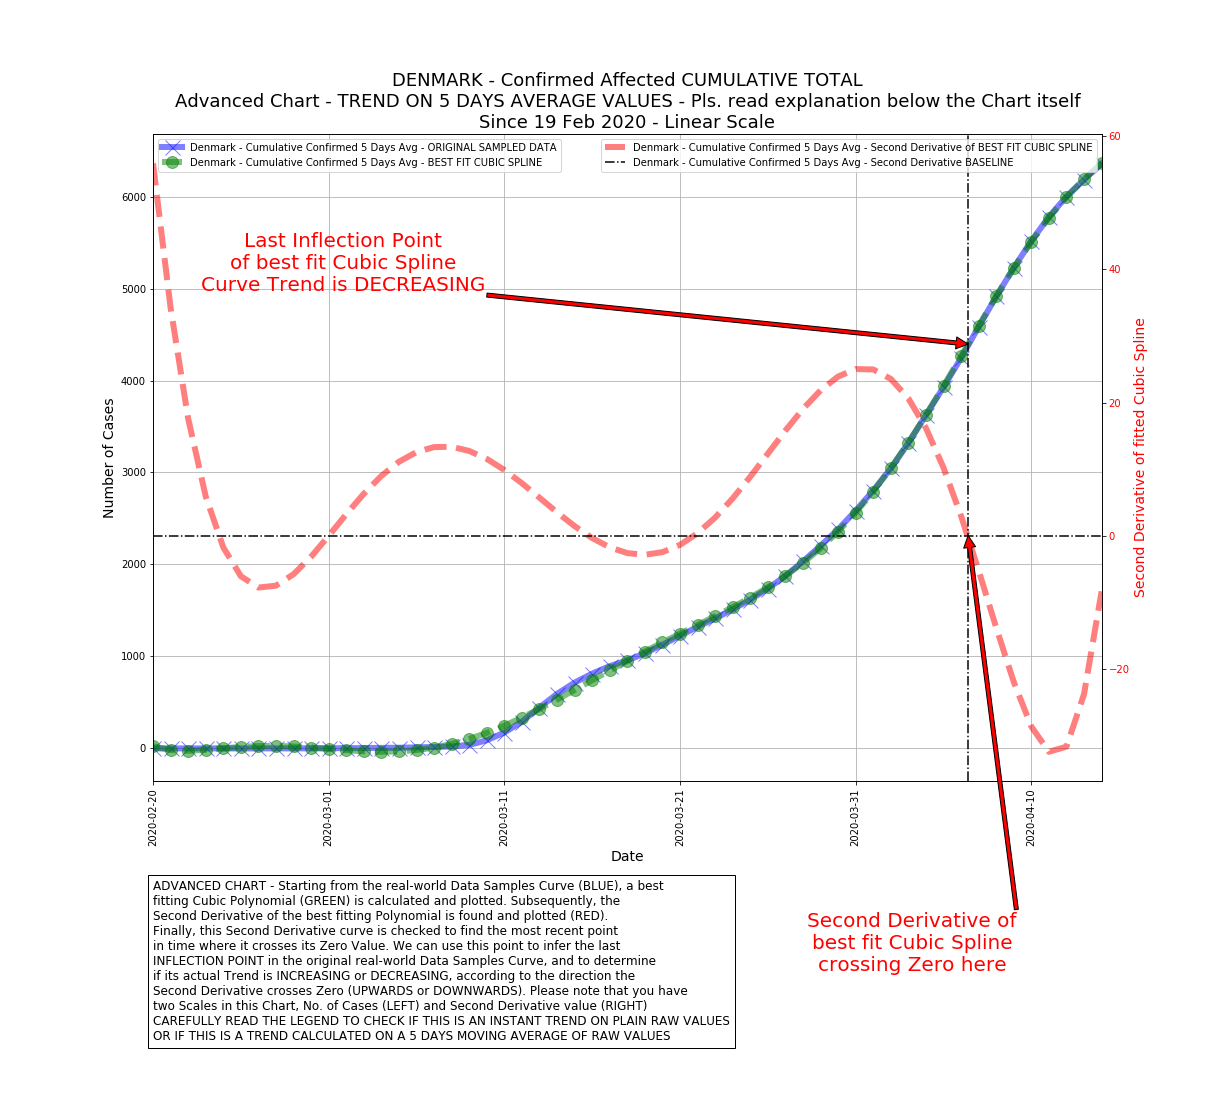 DENMARK - Confirmed Affected CUMULATIVE TOTAL
Advanced Chart - TREND ON 5 DAYS AVERAGE VALUES - Pls. read explanation below the Chart itself
Since 19 Feb 2020 - Linear Scale
Denmark - Cumulative Confirmed 5 Days Avg - ORIGINAL SAMPLED DATA
Denmark - Cumulative Confirmed 5 Days Avg - BEST FIT CUBIC SPLINE
Denmark - Cumulative Confirmed 5 Days Avg - Second Derivative of BEST FIT CUBIC SPLINE
Denmark - Cumulative Confirmed 5 Days Avg - Second Derivative BASELINE
Last Inflection Point
of best fit Cubic Spline
Curve Trend is DECREASING
Number of Cases
6000
5000
4000
3000
2000
1000
0
60
40
20
0
−20
Second Derivative of fitted Cubic Spline
2020-02-20
2020-03-01
2020-03-11
2020-03-21
2020-03-31
2020-04-10
Date
ADVANCED CHART - Starting from the real-world Data Samples Curve (BLUE), a best
fitting Cubic Polynomial (GREEN) is calculated and plotted. Subsequently, the
Second Derivative of the best fitting Polynomial is found and plotted (RED).
Finally, this Second Derivative curve is checked to find the most recent point
in time where it crosses its Zero Value. We can use this point to infer the last
INFLECTION POINT in the original real-world Data Samples Curve, and to determine
if its actual Trend is INCREASING or DECREASING, according to the direction the
Second Derivative crosses Zero (UPWARDS or DOWNWARDS). Please note that you have
two Scales in this Chart, No. of Cases (LEFT) and Second Derivative value (RIGHT)
CAREFULLY READ THE LEGEND TO CHECK IF THIS IS AN INSTANT TREND ON PLAIN RAW VALUES
OR IF THIS IS A TREND CALCULATED ON A 5 DAYS MOVING AVERAGE OF RAW VALUES
Second Derivative of
best fit Cubic Spline
crossing Zero here